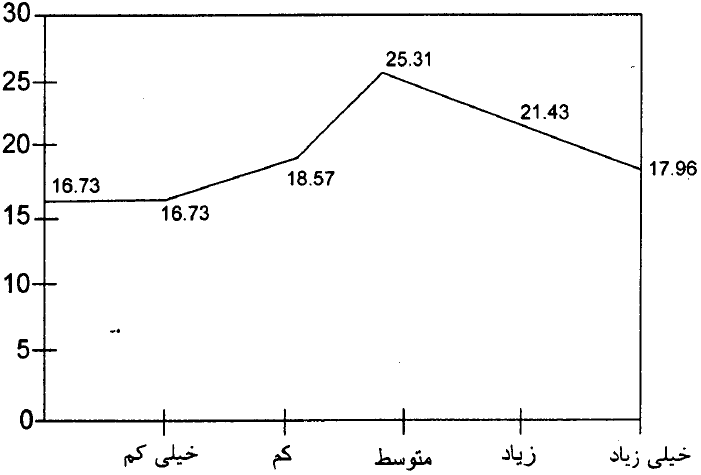 30
25.31
25
21.43
20
18.57
17.96
16.73
16.73
15
10
5
0
خیلی کم
کم
متوسط
زیاد
خیلی زیاد